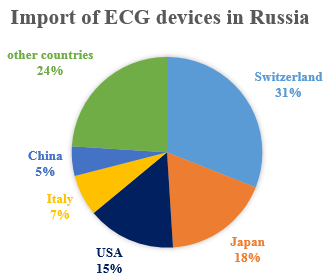 Import of ECG devices in Russia
other countries
24%
Switzerland
31%
China
5%
Italy
7%
USA
15%
Japan
18%